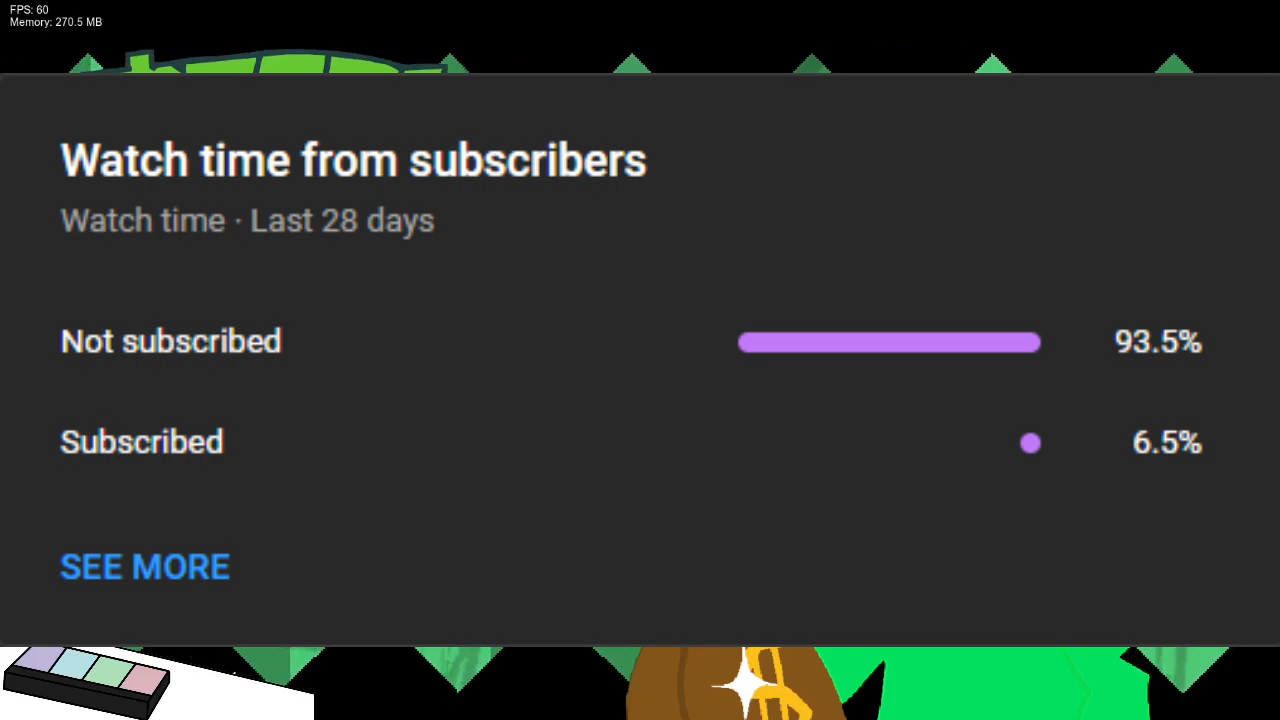 FPS: 60
Memory: 270.5 MB
Watch time from subscribers
Watch time · Last 28 days
Not subscribed 93.5%
Subscribed 6.5%
SEE MORE